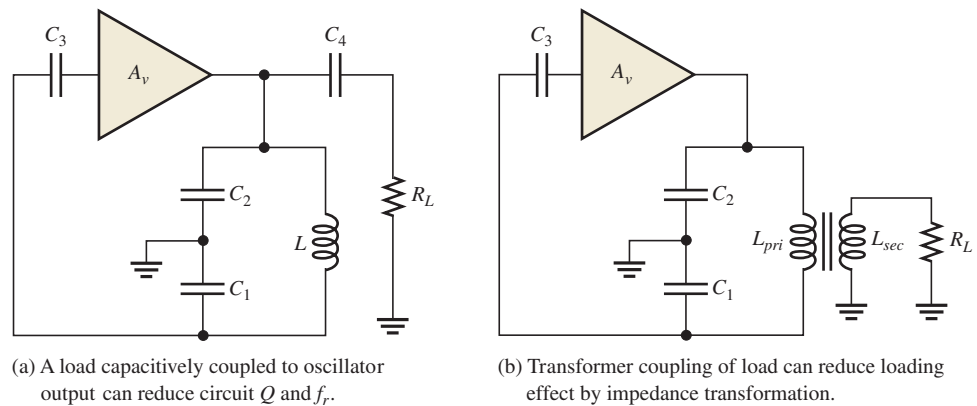 C3
Av
C4
C2
L
RL
C1
(a) A load capacitively coupled to oscillator
output can reduce circuit Q and fr.
C3
Av
C2
Lpri
Lsec
RL
C1
(b) Transformer coupling of load can reduce loading
effect by impedance transformation.